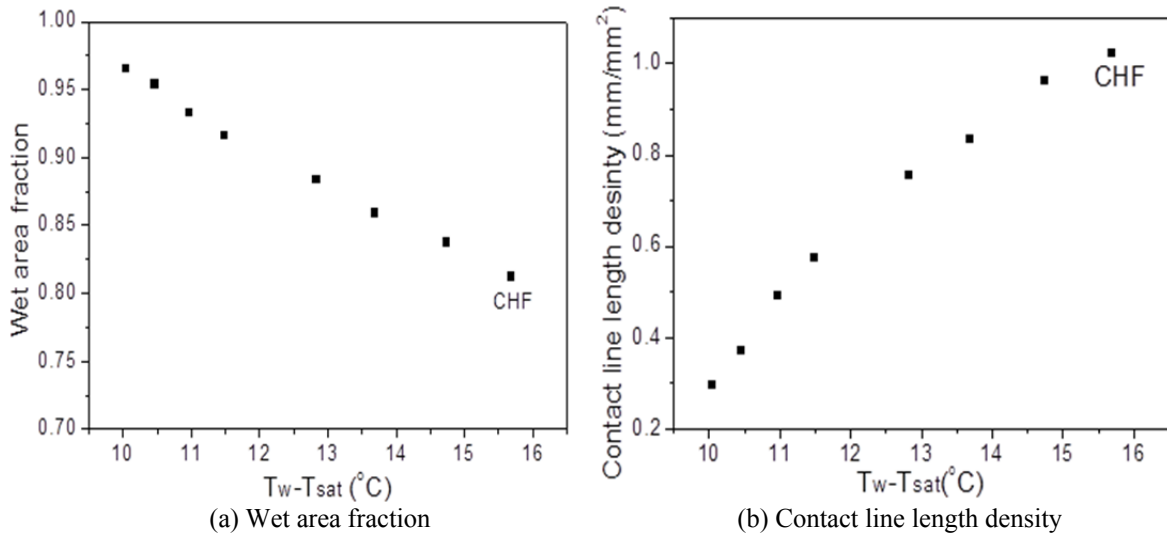 1.00
0.95
0.90
0.85
0.80
0.75
0.70
Wet area fraction
CHF
10 11 12 13 14 15 16
Tw-Tsat (°C)
(a) Wet area fraction
1.0
0.8
0.6
0.4
0.2
Contact line length desinty (mm/mm²)
CHF
10 11 12 13 14 15 16
Tw-Tsat(°C)
(b) Contact line length density